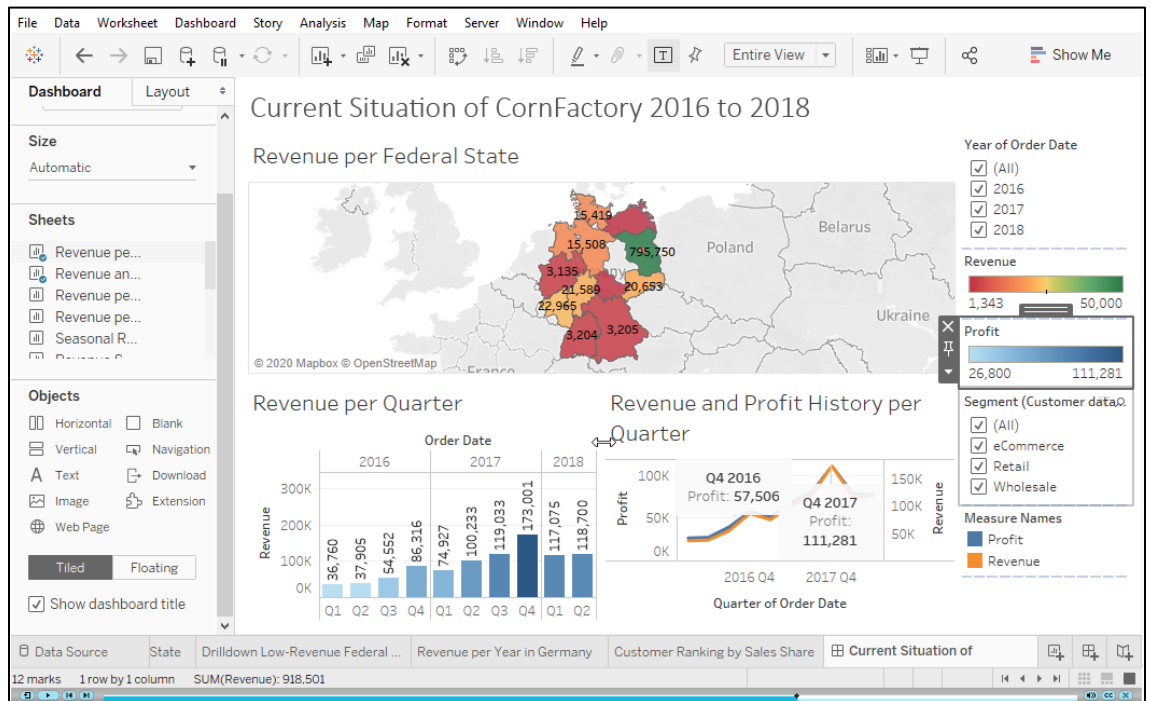 File Data Worksheet Dashboard Story Analysis Map Format Server Window Help
Entire View
Show Me
Dashboard Layout
Size
Automatic
Sheets
Revenue pe...
Revenue an...
Revenue pe...
Revenue pe...
Seasonal R...
Objects
Horizontal Blank
Vertical Navigation
Text Download
Image Extension
Web Page
Tiled Floating
Show dashboard title
Current Situation of CornFactory 2016 to 2018
Revenue per Federal State
15,419
15,508
795,750
3,135
21,589
20,653
22,965
3,204
3,205
Poland
Belarus
Ukraine
France
© 2020 Mapbox © OpenStreetMap
Revenue per Quarter
Order Date
2016 2017 2018
Revenue
300K
200K
100K
0K
36,760 37,905 54,552 86,316 74,927 100,233 119,033 173,001 117,075 118,700
Q1 Q2 Q3 Q4 Q1 Q2 Q3 Q4 Q1 Q2
Revenue and Profit History per
Quarter
Profit
100K
50K
0K
Q4 2016
Profit: 57,506
Q4 2017
Profit:
111,281
150K
100K
50K
Revenue
2016 Q4 2017 Q4
Quarter of Order Date
Year of Order Date
(All)
2016
2017
2018
Revenue
1,343 50,000
Profit
26,800 111,281
Segment (Customer data,
(All)
eCommerce
Retail
Wholesale
Measure Names
Profit
Revenue
Data Source State Drilldown Low-Revenue Federal ... Revenue per Year in Germany Customer Ranking by Sales Share Current Situation of
12 marks 1 row by 1 column SUM(Revenue): 918,501
CC